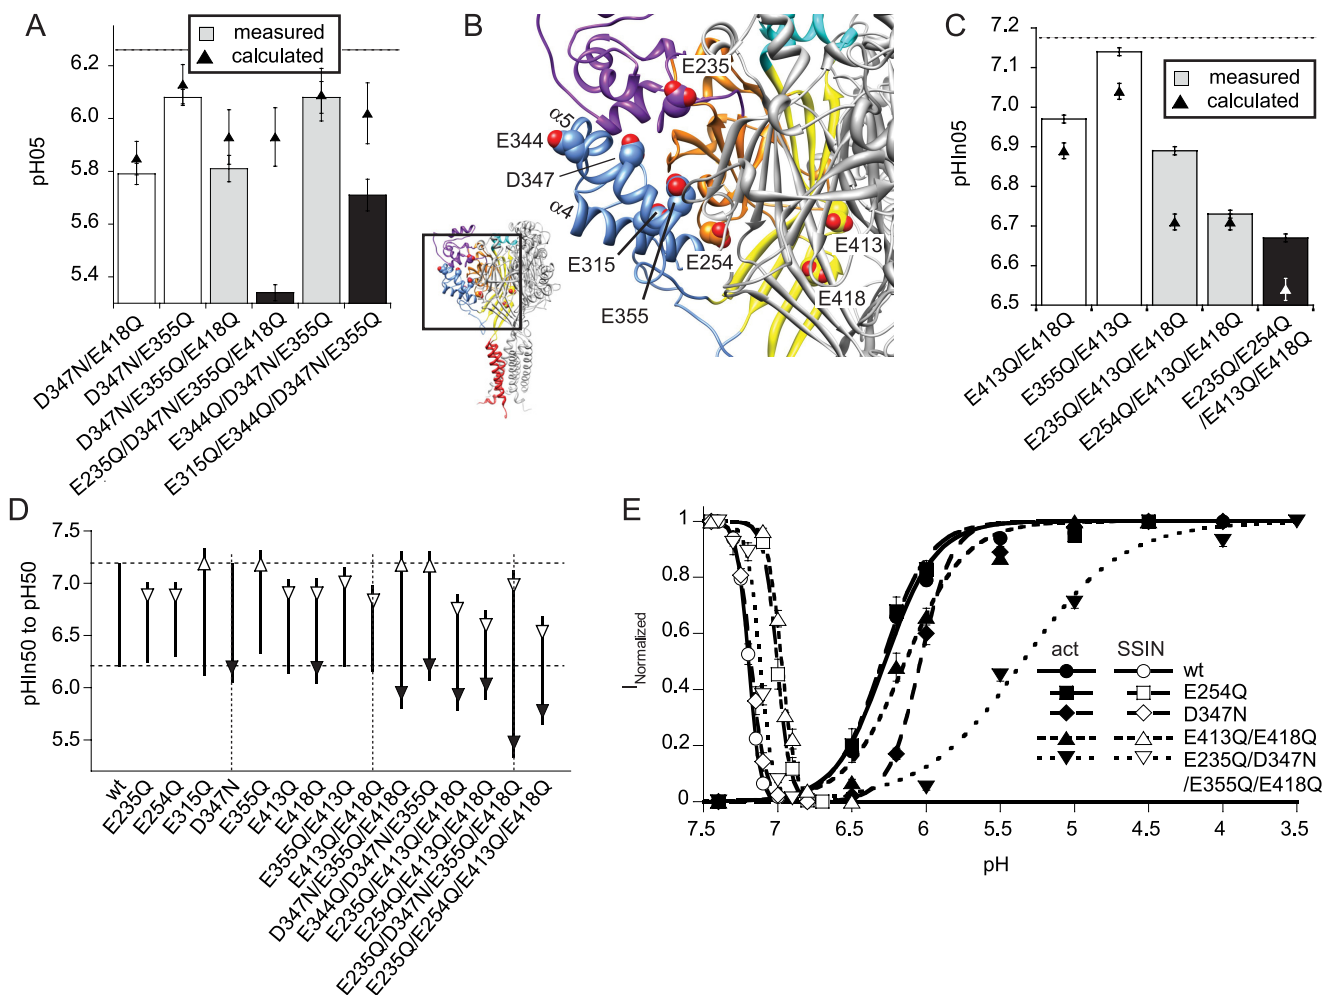 A
measured
calculated
pH05
6.2
6.0
5.8
5.6
5.4
D347N/E418Q
D347N/E355Q
D347N/E355Q/E418Q
E235Q/D347N/E355Q/E418Q
E344Q/D347N/E355Q
E315Q/E344Q/D347N/E355Q
B
E235
α5
E344
D347
α4
E315
E254
E413
E418
E355
C
measured
calculated
pHIn05
7.2
7.1
7.0
6.9
6.8
6.7
6.6
6.5
E413Q/E418Q
E355Q/E413Q
E235Q/E413Q/E418Q
E254Q/E413Q/E418Q
E235Q/E254Q
/E413Q/E418Q
D
pHIn50 to pH50
7.5
7.0
6.5
6.0
5.5
wt
E235Q
E254Q
E315Q
D347N
E355Q
E413Q
E418Q
E355Q/E413Q
E413Q/E418Q
D347N/E355Q/E418Q
E344Q/D347N/E355Q
E235Q/E413Q/E418Q
E254Q/E413Q/E418Q
E235Q/D347N/E355Q/E418Q
E235Q/E254Q/E413Q/E418Q
E
I Normalized
1
0.8
0.6
0.4
0.2
0
7.5 7 6.5 6 5.5 5 4.5 4 3.5
pH
act SSIN
wt
E254Q
D347N
E413Q/E418Q
E235Q/D347N
/E355Q/E418Q